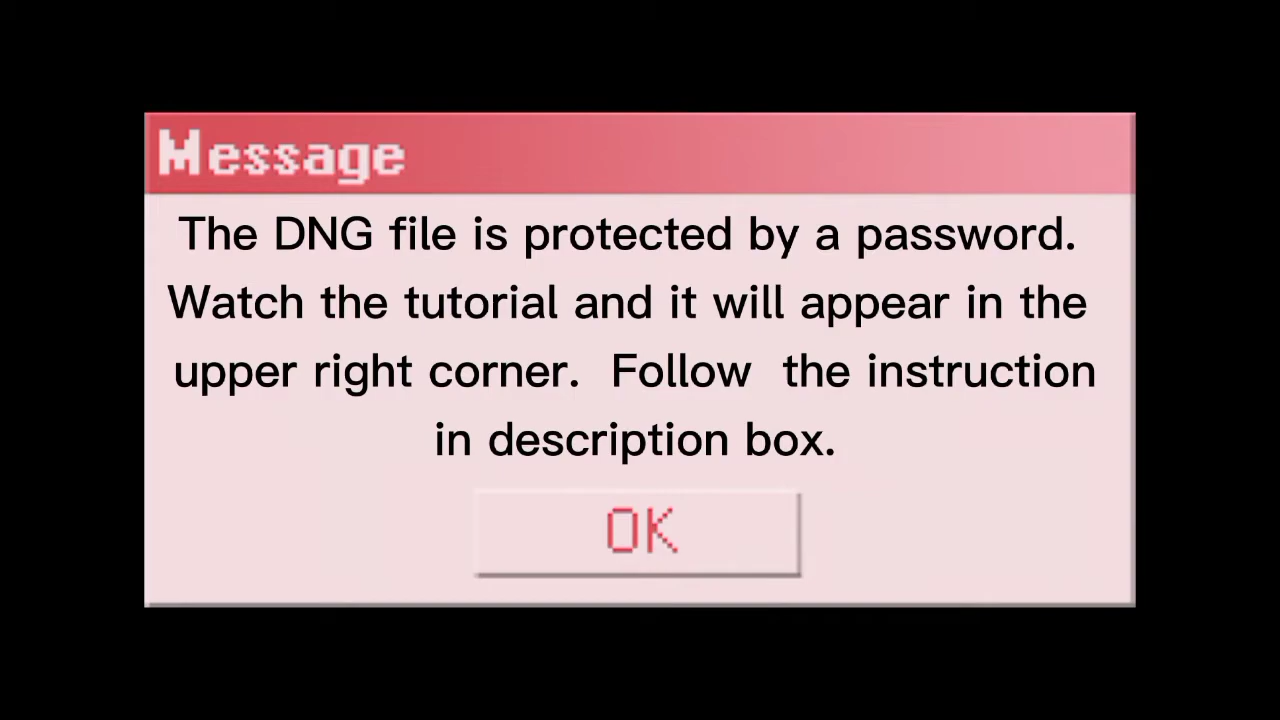 Message
The DNG file is protected by a password.
Watch the tutorial and it will appear in the
upper right corner.  Follow  the instruction
in description box.
OK